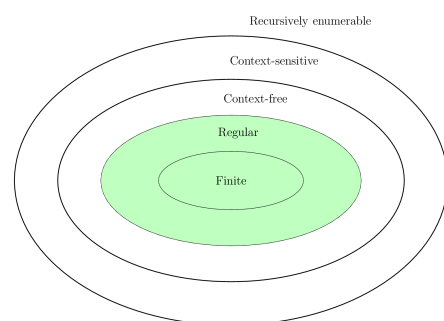 Recursively enumerable
Context-sensitive
Context-free
Regular
Finite